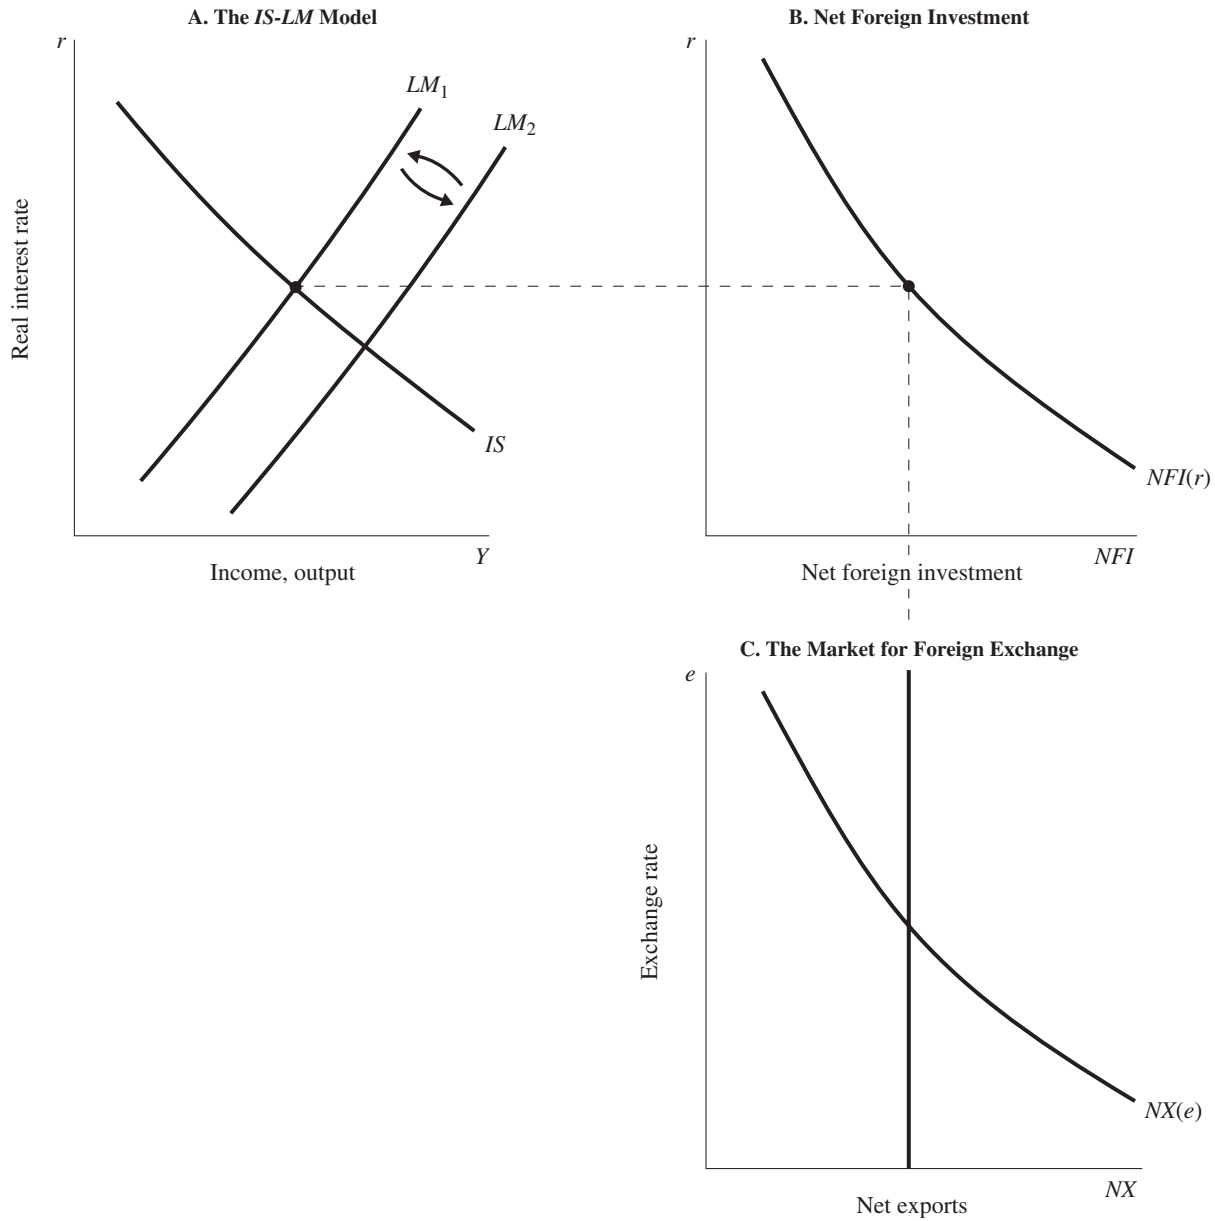 A. The IS-LM Model
r
LM1
LM2
Real interest rate
IS
Y
Income, output
B. Net Foreign Investment
r
NFI(r)
NFI
Net foreign investment
C. The Market for Foreign Exchange
e
Exchange rate
NX(e)
NX
Net exports